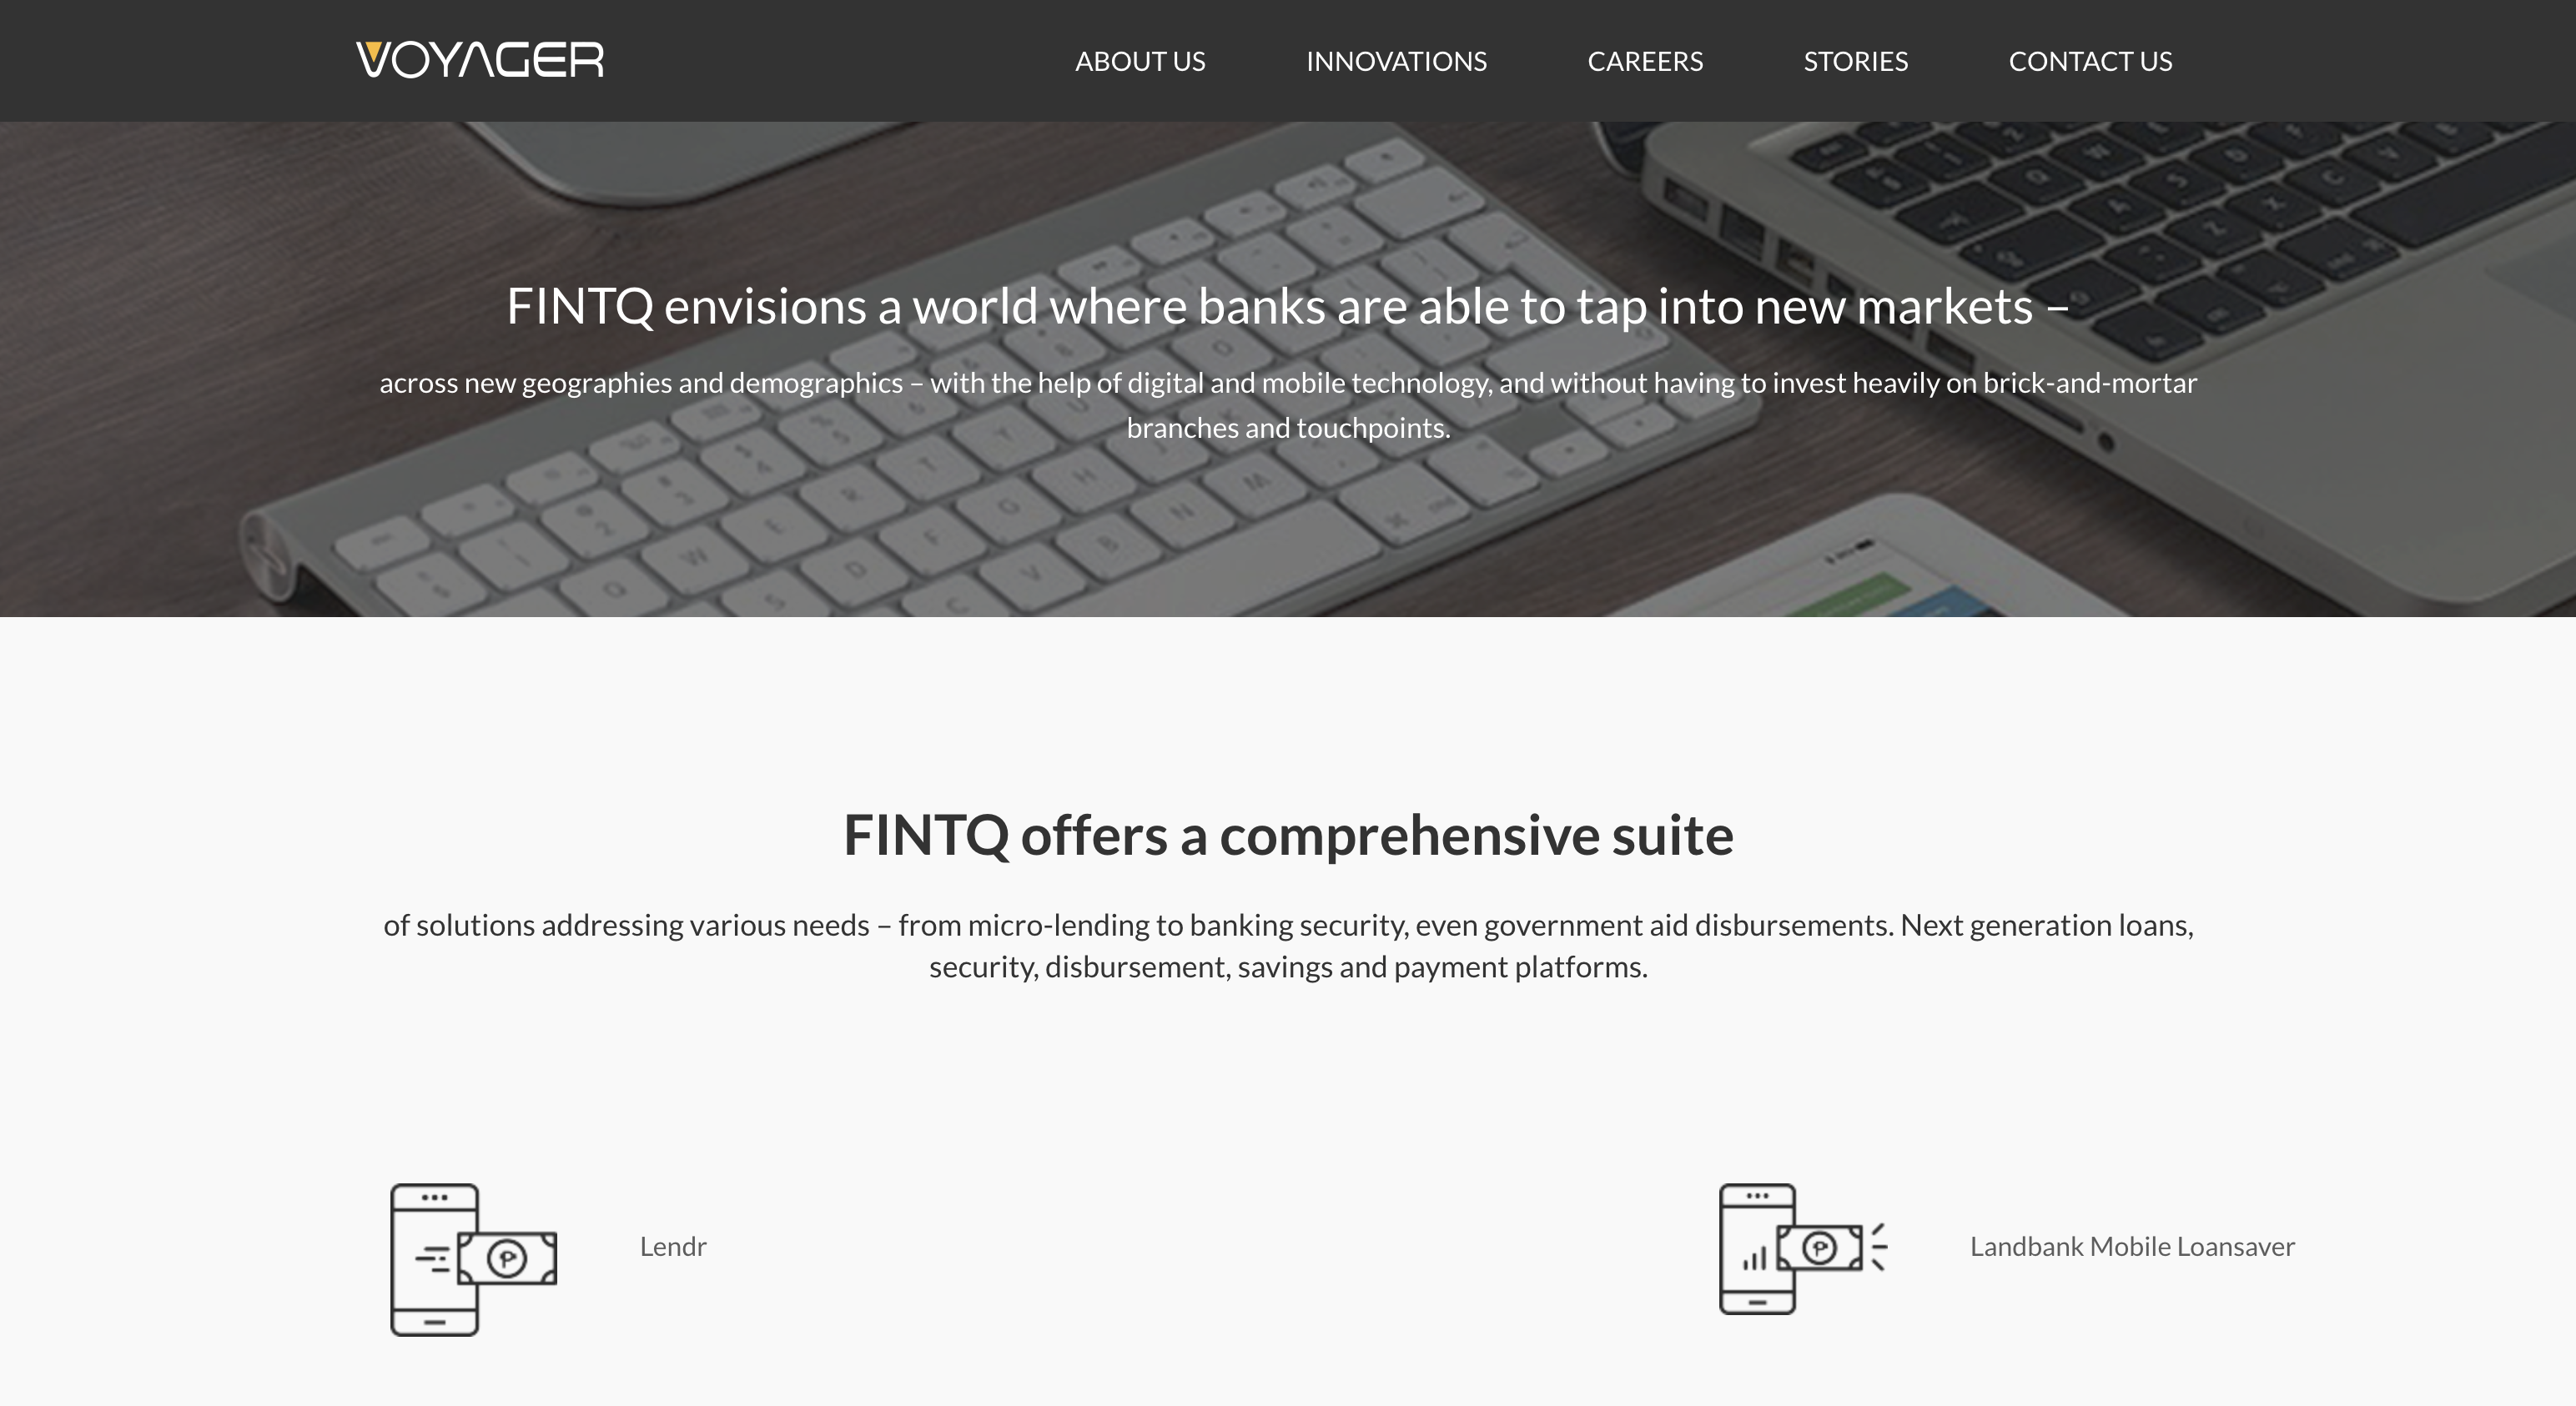 VOYAGER
ABOUT US
INNOVATIONS
CAREERS
STORIES
CONTACT US
FINTQ envisions a world where banks are able to tap into new markets –
across new geographies and demographics – with the help of digital and mobile technology, and without having to invest heavily on brick-and-mortar
branches and touchpoints.
FINTQ offers a comprehensive suite
of solutions addressing various needs – from micro-lending to banking security, even government aid disbursements. Next generation loans,
security, disbursement, savings and payment platforms.
Lendr
Landbank Mobile Loansaver